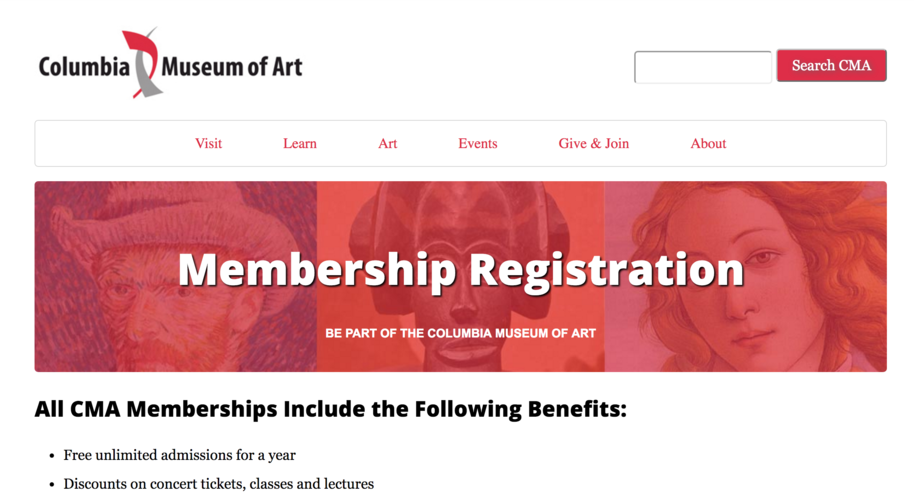 Columbia Museum of Art
Search CMA
Visit Learn Art Events Give & Join About
Membership Registration
BE PART OF THE COLUMBIA MUSEUM OF ART
All CMA Memberships Include the Following Benefits:
• Free unlimited admissions for a year
• Discounts on concert tickets, classes and lectures